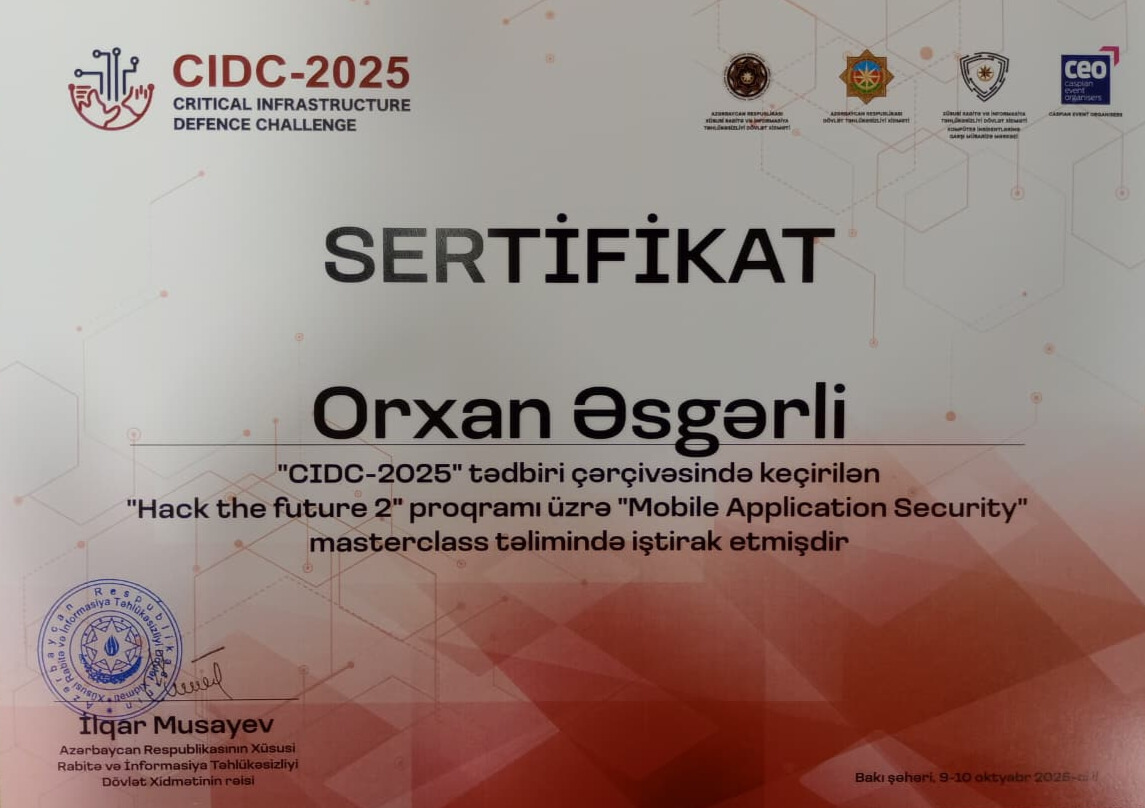 CIDC-2025
CRITICAL INFRASTRUCTURE
DEFENCE CHALLENGE
AZƏRBAYCAN RESPUBLİKASI
XÜSUSİ RABİTƏ VƏ İNFORMASİYA
TƏHLÜKƏSİZLİYİ DÖVLƏT XİDMƏTİ
AZƏRBAYCAN RESPUBLİKASI
DÖVLƏT TƏHLÜKƏSİZLİYİ XİDMƏTİ
XÜSUSİ RABİTƏ VƏ İNFORMASİYA
TƏHLÜKƏSİZLİYİ DÖVLƏT XİDMƏTİ
KOMPÜTER İNSİDENTLƏRİNƏ
QARŞI MÜBARİZƏ MƏRKƏZİ
ceo
caspian
event
organisers
CASPIAN EVENT ORGANISERS
SERTİFİKAT
Orxan Əsgərli
"CIDC-2025" tədbiri çərçivəsində keçirilən
"Hack the future 2" proqramı üzrə "Mobile Application Security"
masterclass təlimində iştirak etmişdir
Azərbaycan Respublikasının
Xüsusi Rabitə və İnformasiya Təhlükəsizliyi Dövlət Xidməti
İlqar Musayev
Azərbaycan Respublikasının Xüsusi
Rabitə və İnformasiya Təhlükəsizliyi
Dövlət Xidmətinin rəisi
Bakı şəhəri, 9-10 oktyabr 2025-ci il